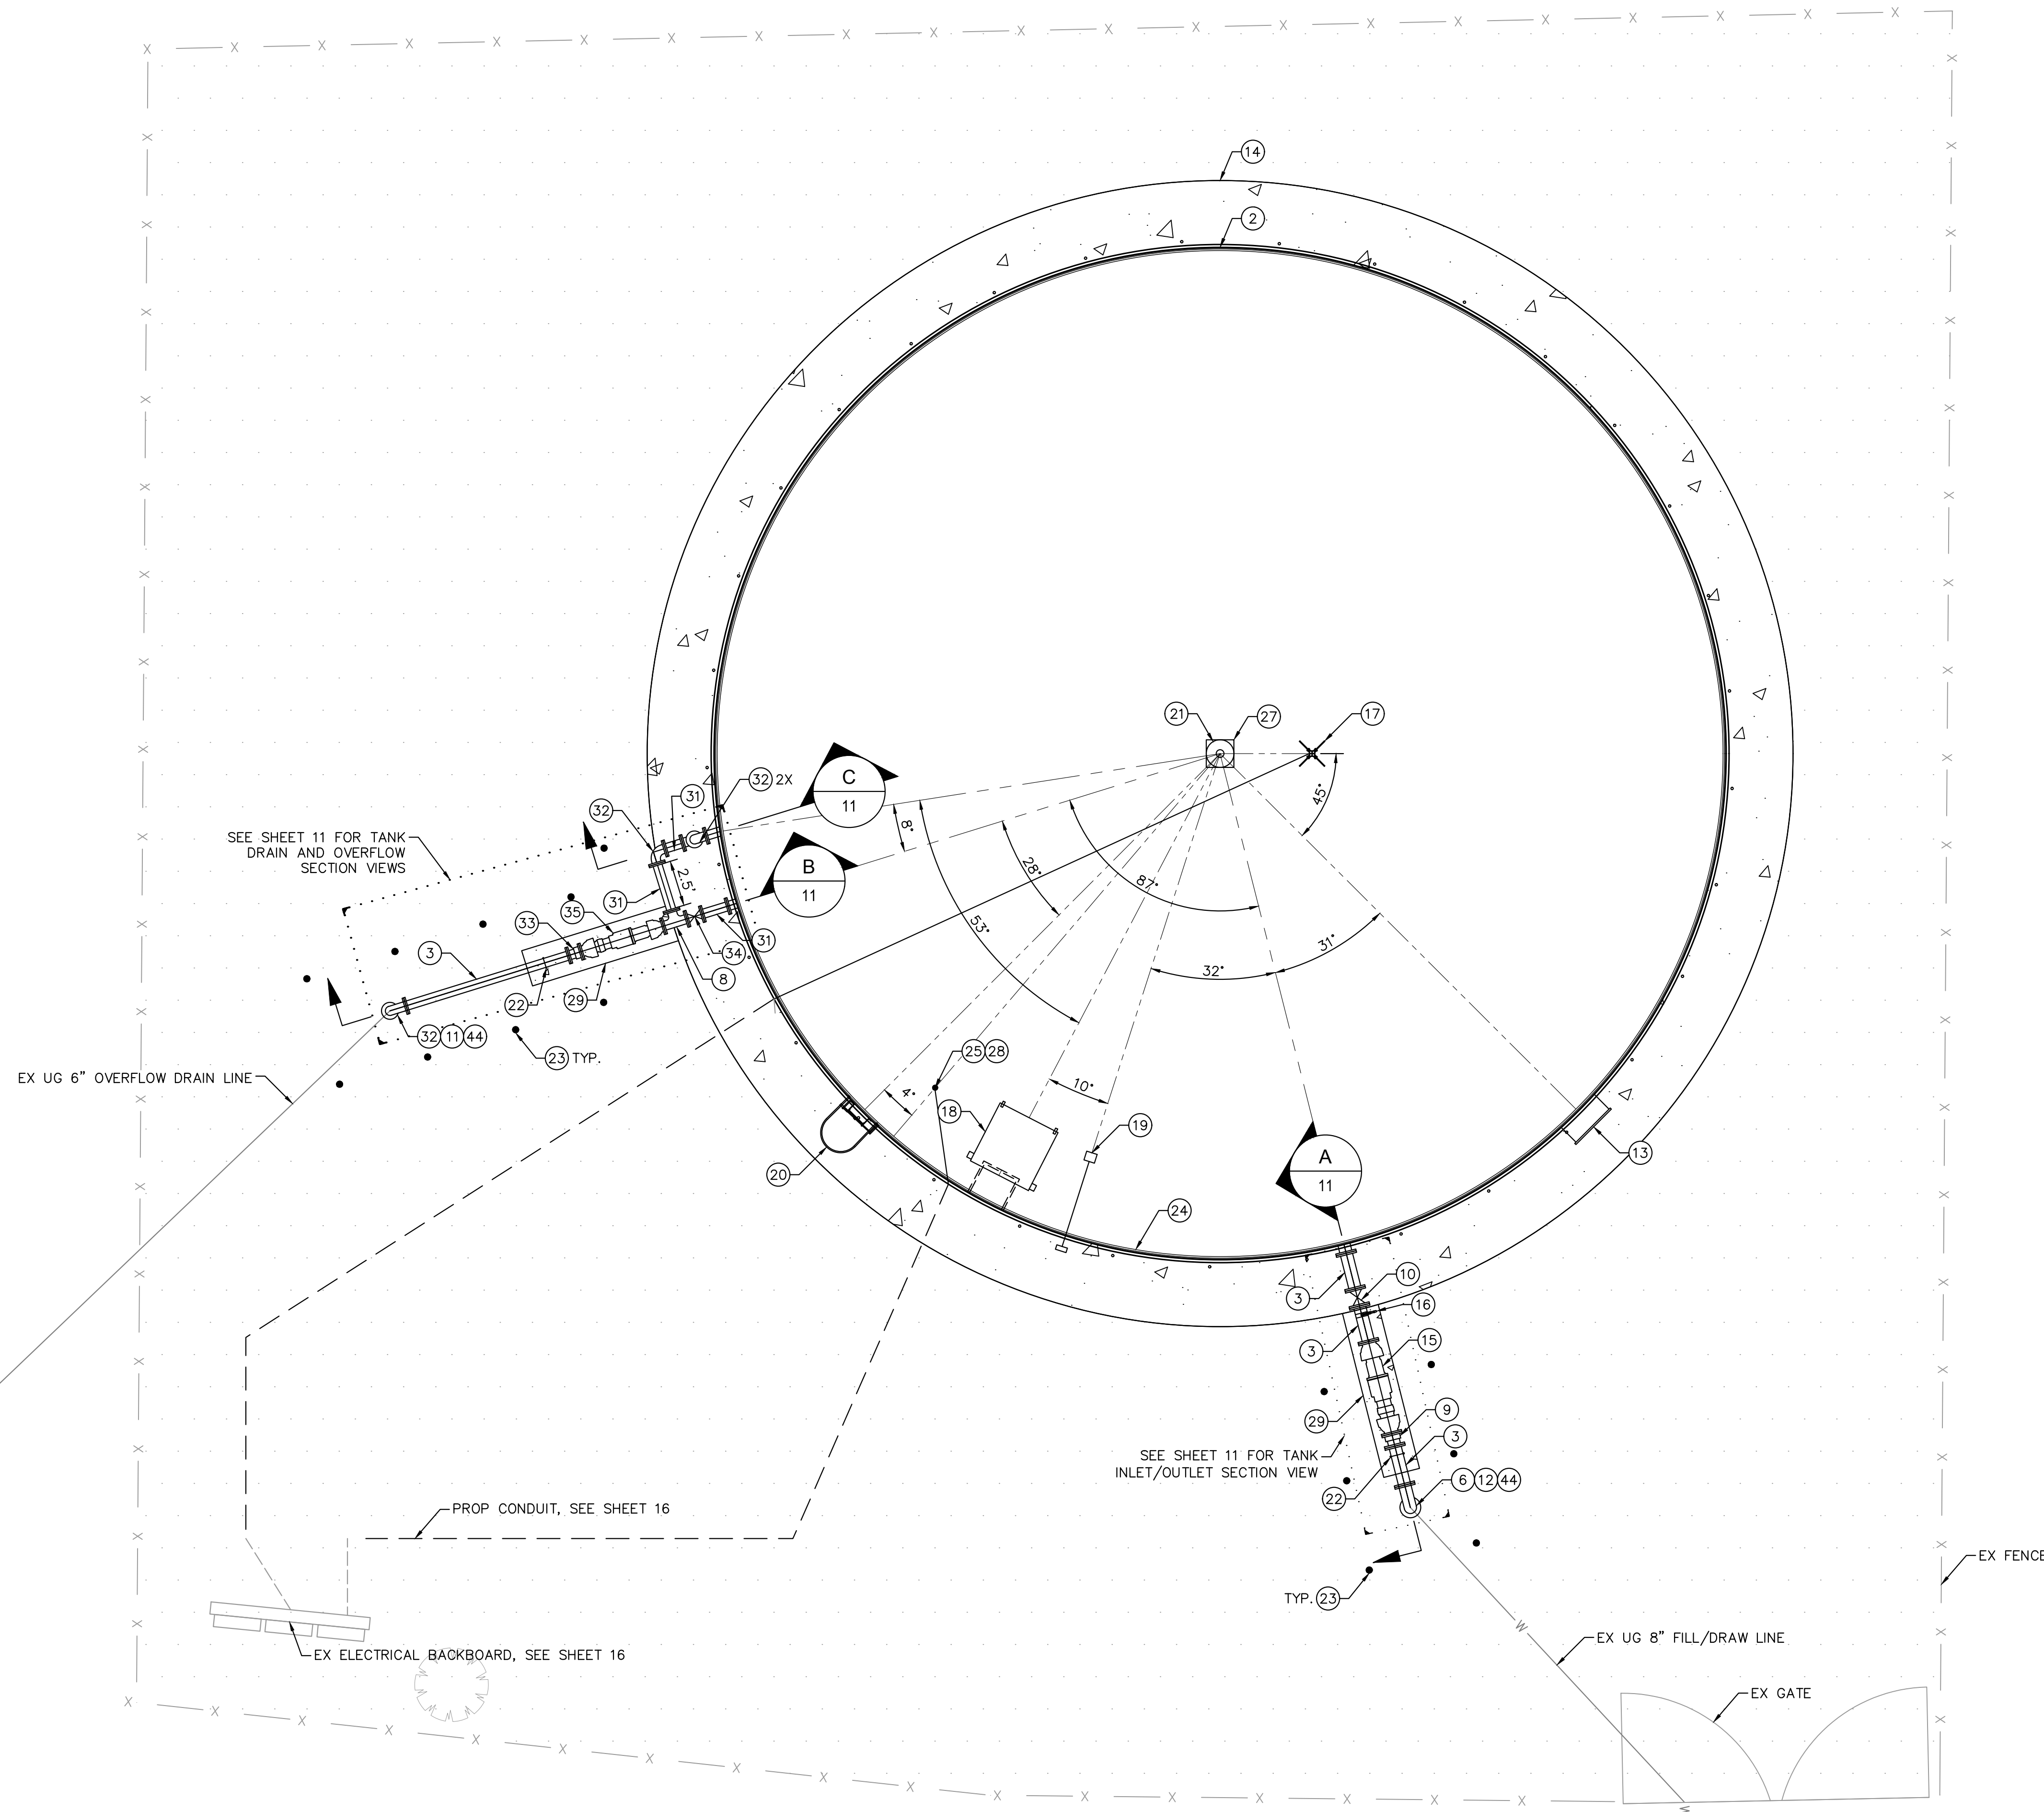 14
2
21
27
17
45°
C
11
32 2X
31
32
8°
SEE SHEET 11 FOR TANK
DRAIN AND OVERFLOW
SECTION VIEWS
B
11
2.5'
28°
87°
31
35
33
3
53°
31°
31
34
32°
8
22
29
32 11 44
23 TYP.
25 28
EX UG 6" OVERFLOW DRAIN LINE
4°
10°
18
19
20
13
A
11
24
10
3
16
3
15
29
9
3
SEE SHEET 11 FOR TANK
INLET/OUTLET SECTION VIEW
6 12 44
22
PROP CONDUIT, SEE SHEET 16
EX FENCE
TYP. 23
W
EX UG 8" FILL/DRAW LINE
EX ELECTRICAL BACKBOARD, SEE SHEET 16
EX GATE